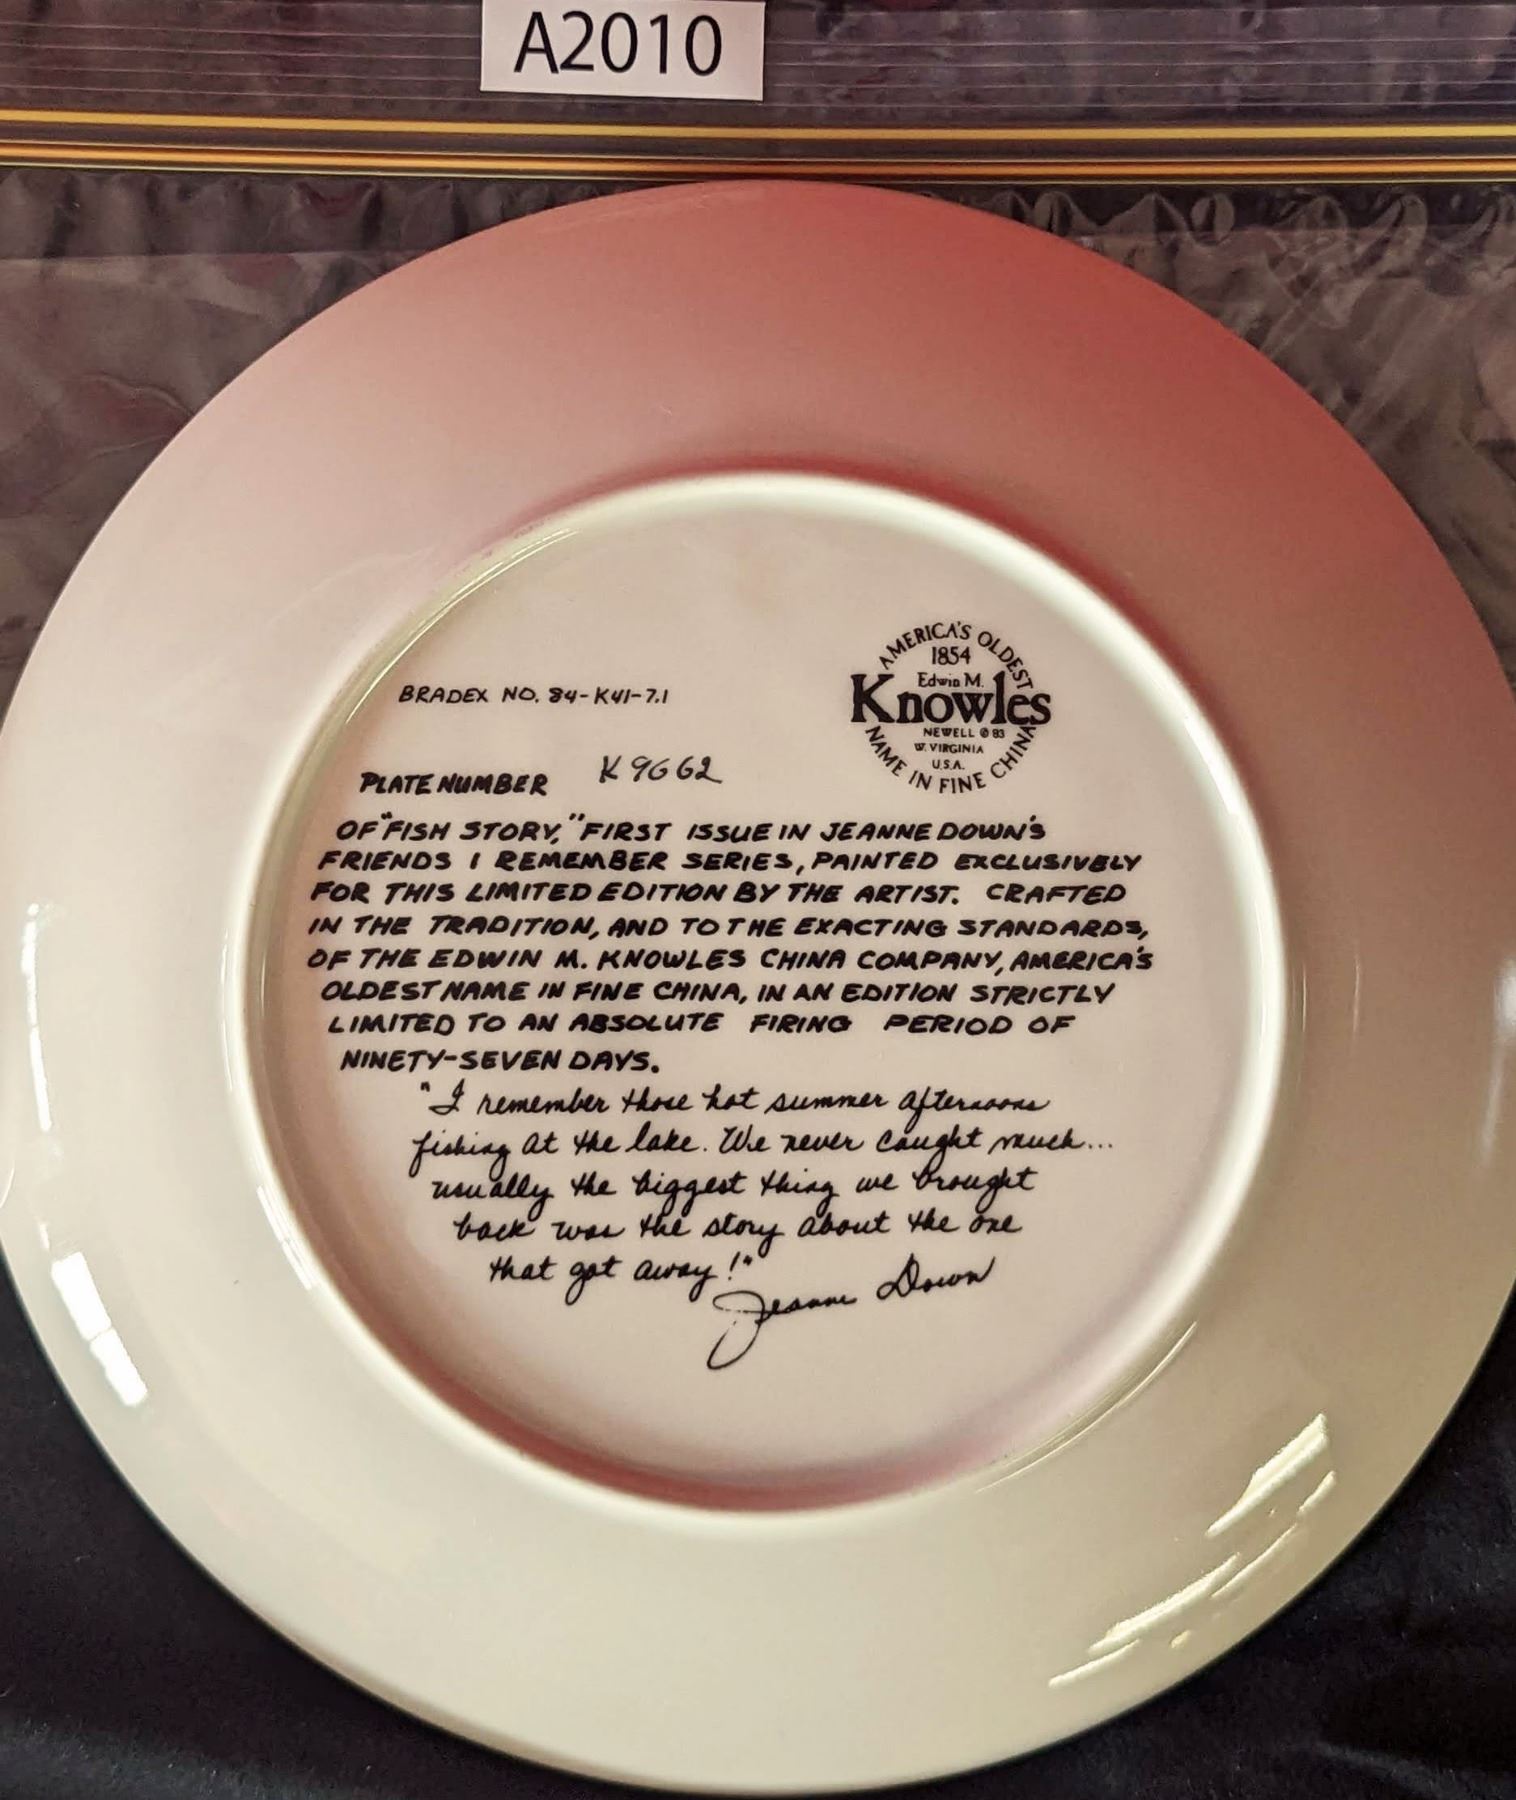 A2010
AMERICA'S OLDEST
1854
Edwin M.
Knowles
NEWELL © 83
W. VIRGINIA
U.S.A.
NAME IN FINE CHINA
BRADEX NO. 84-K41-7.1
PLATE NUMBER K9662
OF "FISH STORY," FIRST ISSUE IN JEANNE DOWN'S
FRIENDS I REMEMBER SERIES, PAINTED EXCLUSIVELY
FOR THIS LIMITED EDITION BY THE ARTIST. CRAFTED
IN THE TRADITION, AND TO THE EXACTING STANDARDS,
OF THE EDWIN M. KNOWLES CHINA COMPANY, AMERICA'S
OLDEST NAME IN FINE CHINA, IN AN EDITION STRICTLY
LIMITED TO AN ABSOLUTE FIRING PERIOD OF
NINETY-SEVEN DAYS.
"I remember those hot summer afternoons
fishing at the lake. We never caught much...
usually the biggest thing we brought
back was the story about the one
that got away!"
Jeanne Down